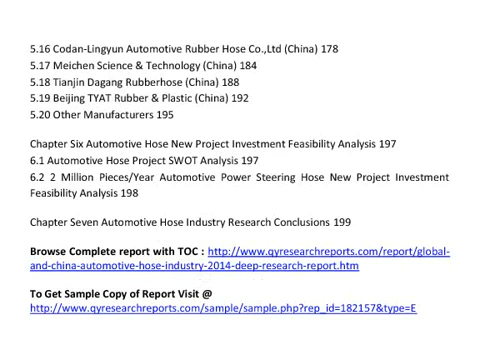 5.16 Codan-Lingyun Automotive Rubber Hose Co.,Ltd (China) 178
5.17 Meichen Science & Technology (China) 184
5.18 Tianjin Dagang Rubberhose (China) 188
5.19 Beijing TYAT Rubber & Plastic (China) 192
5.20 Other Manufacturers 195
Chapter Six Automotive Hose New Project Investment Feasibility Analysis 197
6.1 Automotive Hose Project SWOT Analysis 197
6.2 2 Million Pieces/Year Automotive Power Steering Hose New Project Investment
Feasibility Analysis 198
Chapter Seven Automotive Hose Industry Research Conclusions 199
Browse Complete report with TOC : http://www.qyresearchreports.com/report/global-
and-china-automotive-hose-industry-2014-deep-research-report.htm
To Get Sample Copy of Report Visit @
http://www.qyresearchreports.com/sample/sample.php?rep_id=182157&type=E